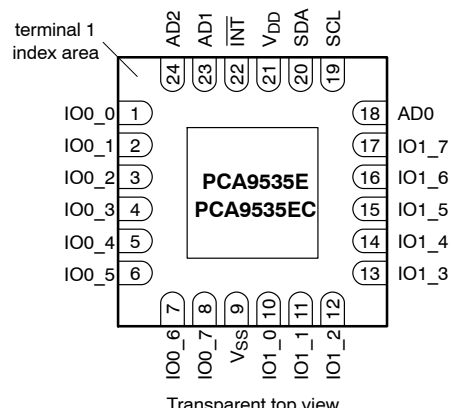 terminal 1
index area
AD2
AD1
INT
VDD
SDA
SCL
24
23
22
21
20
19
IO0_0 1
IO0_1 2
IO0_2 3
IO0_3 4
IO0_4 5
IO0_5 6
18 AD0
17 IO1_7
16 IO1_6
15 IO1_5
14 IO1_4
13 IO1_3
PCA9535E
PCA9535EC
7
8
9
10
11
12
IO0_6
IO0_7
VSS
IO1_0
IO1_1
IO1_2
Transparent top view